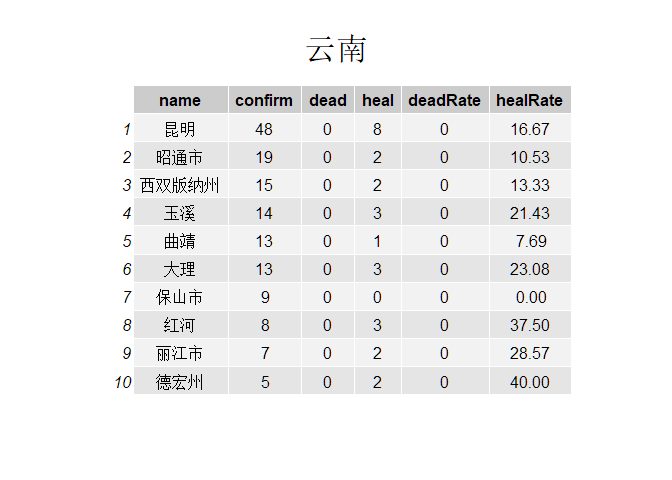 云南
name confirm dead heal deadRate healRate
1 昆明 48 0 8 0 16.67
2 昭通市 19 0 2 0 10.53
3 西双版纳州 15 0 2 0 13.33
4 玉溪 14 0 3 0 21.43
5 曲靖 13 0 1 0 7.69
6 大理 13 0 3 0 23.08
7 保山市 9 0 0 0 0.00
8 红河 8 0 3 0 37.50
9 丽江市 7 0 2 0 28.57
10 德宏州 5 0 2 0 40.00